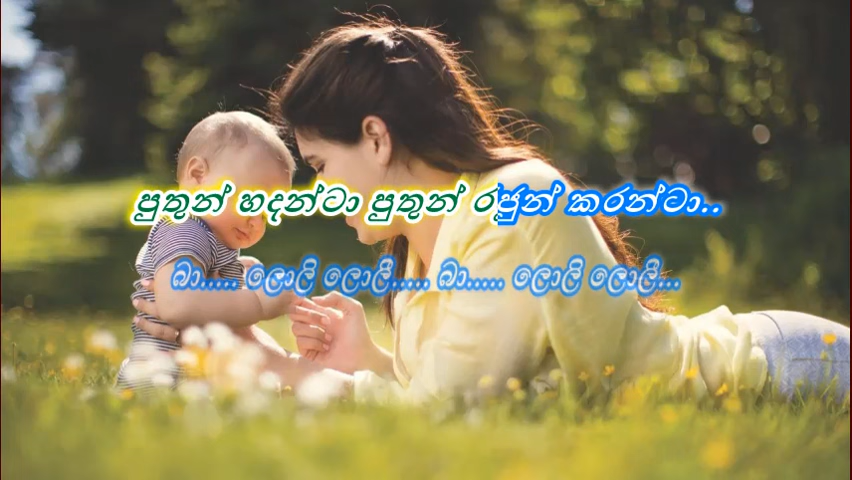 පුතුන් හදන්ටා පුතුන් රජුන් කරන්ටා..
බා..... ලොලි ලොලි..... බා..... ලොලි ලොලි...